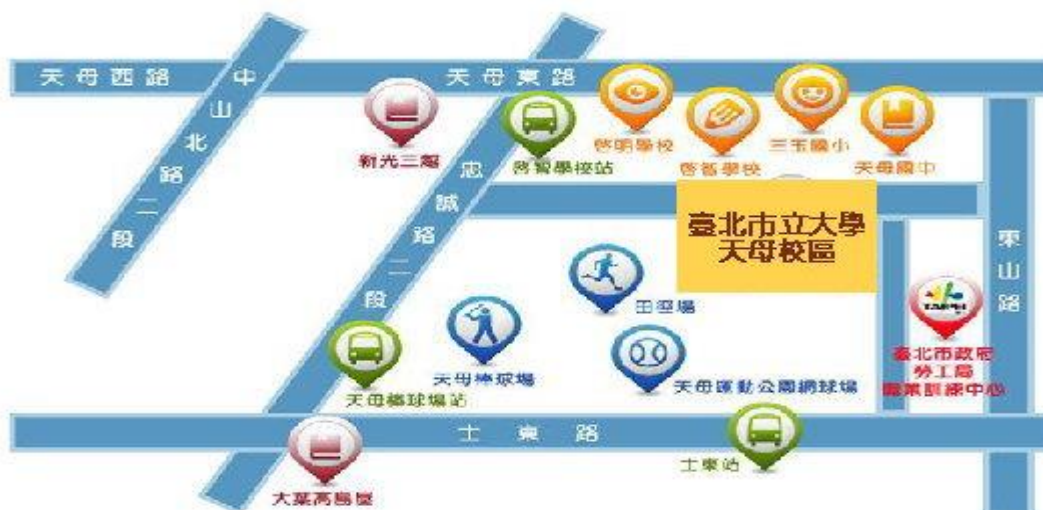 天母西路
中山北路二段
天母東路
新光三越
啓智學校站
啓明學校
啓智學校
三玉國小
天母國中
忠誠路二段
臺北市立大學
天母校區
東山路
田徑場
天母棒球場
天母運動公園網球場
臺北市政府
勞工局
職業訓練中心
天母棒球場站
士東路
士東站
大葉高島屋